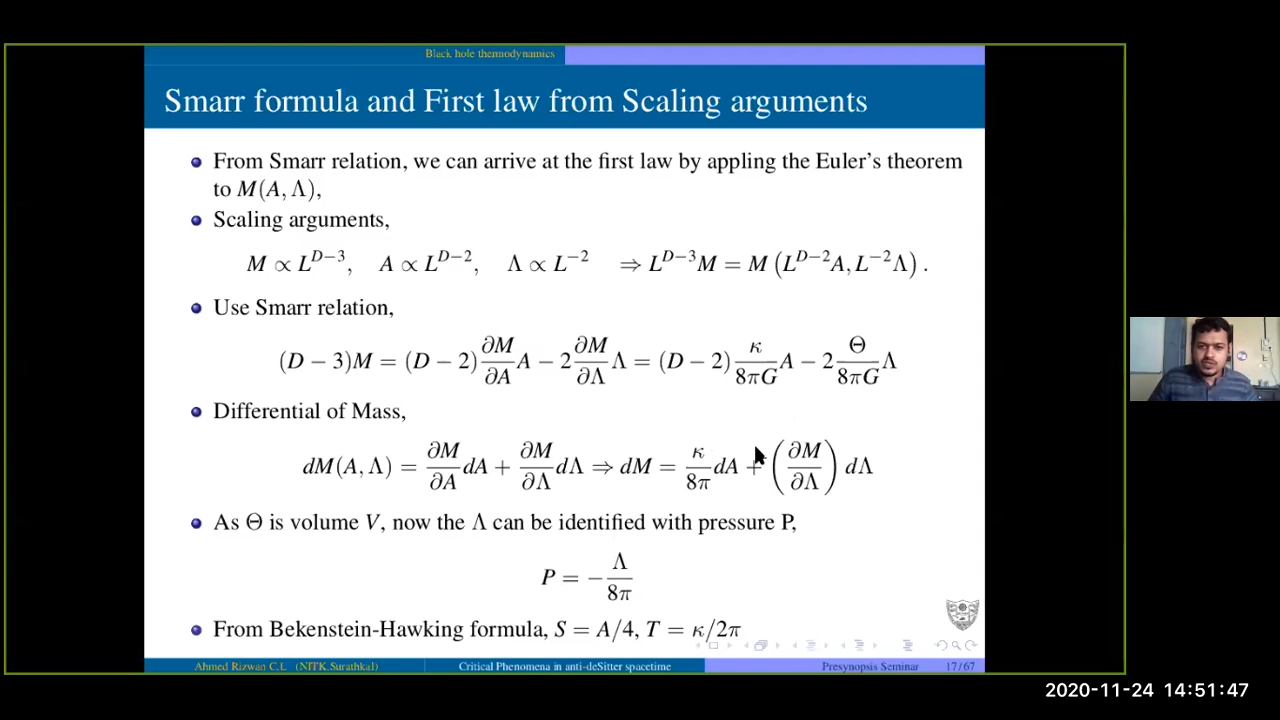 Black hole thermodynamics
Smarr formula and First law from Scaling arguments
From Smarr relation, we can arrive at the first law by appling the Euler's theorem
to M(A, Λ),
Scaling arguments,
M ∝ L^{D−3}, A ∝ L^{D−2}, Λ ∝ L^{−2} ⇒ L^{D−3}M = M (L^{D−2}A, L^{−2}Λ) .
Use Smarr relation,
(D − 3)M = (D − 2) ∂M/∂A A − 2 ∂M/∂Λ Λ = (D − 2) κ/8πG A − 2 Θ/8πG Λ
Differential of Mass,
dM(A, Λ) = ∂M/∂A dA + ∂M/∂Λ dΛ ⇒ dM = κ/8π dA + (∂M/∂Λ) dΛ
As Θ is volume V, now the Λ can be identified with pressure P,
P = − Λ/8π
From Bekenstein-Hawking formula, S = A/4, T = κ/2π
Ahmed Rizwan C.L (NITK,Surathkal) Critical Phenomena in anti-deSitter spacetime Presynopsis Seminar 17/67
2020-11-24 14:51:47